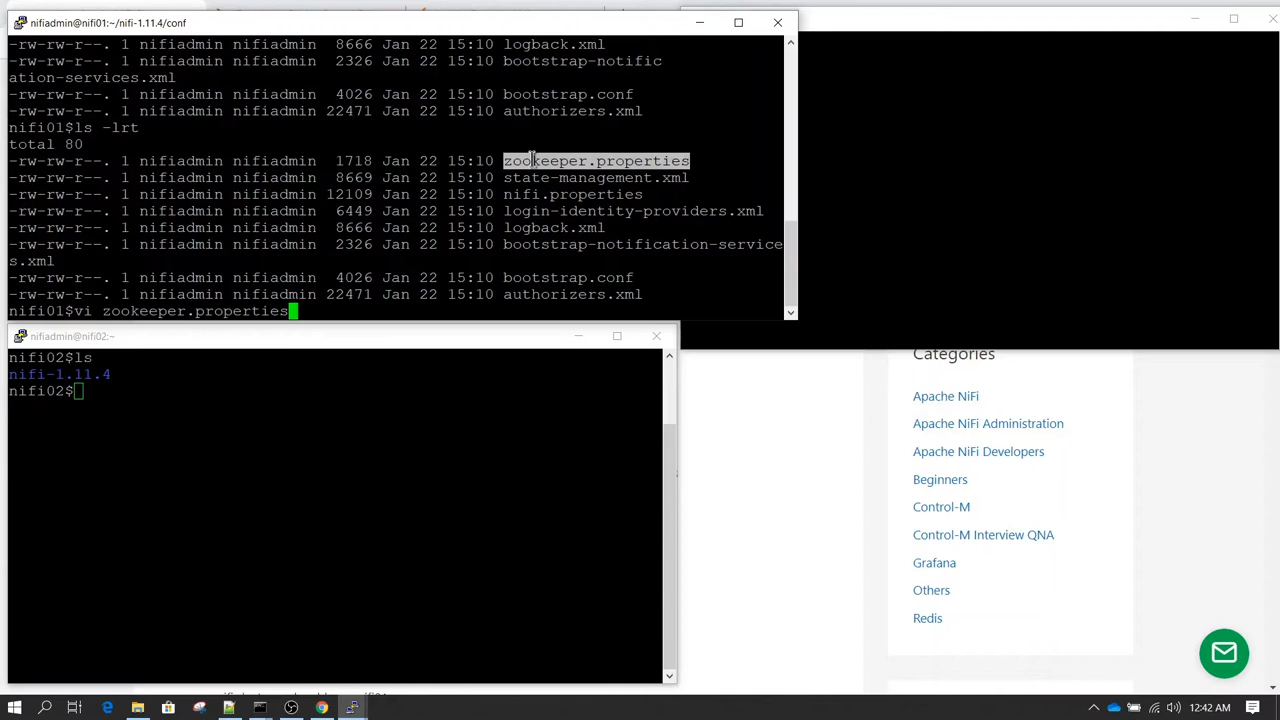 nifiadmin@nifi01:~/nifi-1.11.4/conf
-rw-rw-r--. 1 nifiadmin nifiadmin  8666 Jan 22 15:10 logback.xml
-rw-rw-r--. 1 nifiadmin nifiadmin  2326 Jan 22 15:10 bootstrap-notific
ation-services.xml
-rw-rw-r--. 1 nifiadmin nifiadmin  4026 Jan 22 15:10 bootstrap.conf
-rw-rw-r--. 1 nifiadmin nifiadmin 22471 Jan 22 15:10 authorizers.xml
nifi01$ls -lrt
total 80
-rw-rw-r--. 1 nifiadmin nifiadmin  1718 Jan 22 15:10 zookeeper.properties
-rw-rw-r--. 1 nifiadmin nifiadmin  8669 Jan 22 15:10 state-management.xml
-rw-rw-r--. 1 nifiadmin nifiadmin 12109 Jan 22 15:10 nifi.properties
-rw-rw-r--. 1 nifiadmin nifiadmin  6449 Jan 22 15:10 login-identity-providers.xml
-rw-rw-r--. 1 nifiadmin nifiadmin  8666 Jan 22 15:10 logback.xml
-rw-rw-r--. 1 nifiadmin nifiadmin  2326 Jan 22 15:10 bootstrap-notification-service
s.xml
-rw-rw-r--. 1 nifiadmin nifiadmin  4026 Jan 22 15:10 bootstrap.conf
-rw-rw-r--. 1 nifiadmin nifiadmin 22471 Jan 22 15:10 authorizers.xml
nifi01$vi zookeeper.properties
nifiadmin@nifi02:~
nifi02$ls
nifi-1.11.4
nifi02$
Categories
Apache NiFi
Apache NiFi Administration
Apache NiFi Developers
Beginners
Control-M
Control-M Interview QNA
Grafana
Others
Redis
12:42 AM